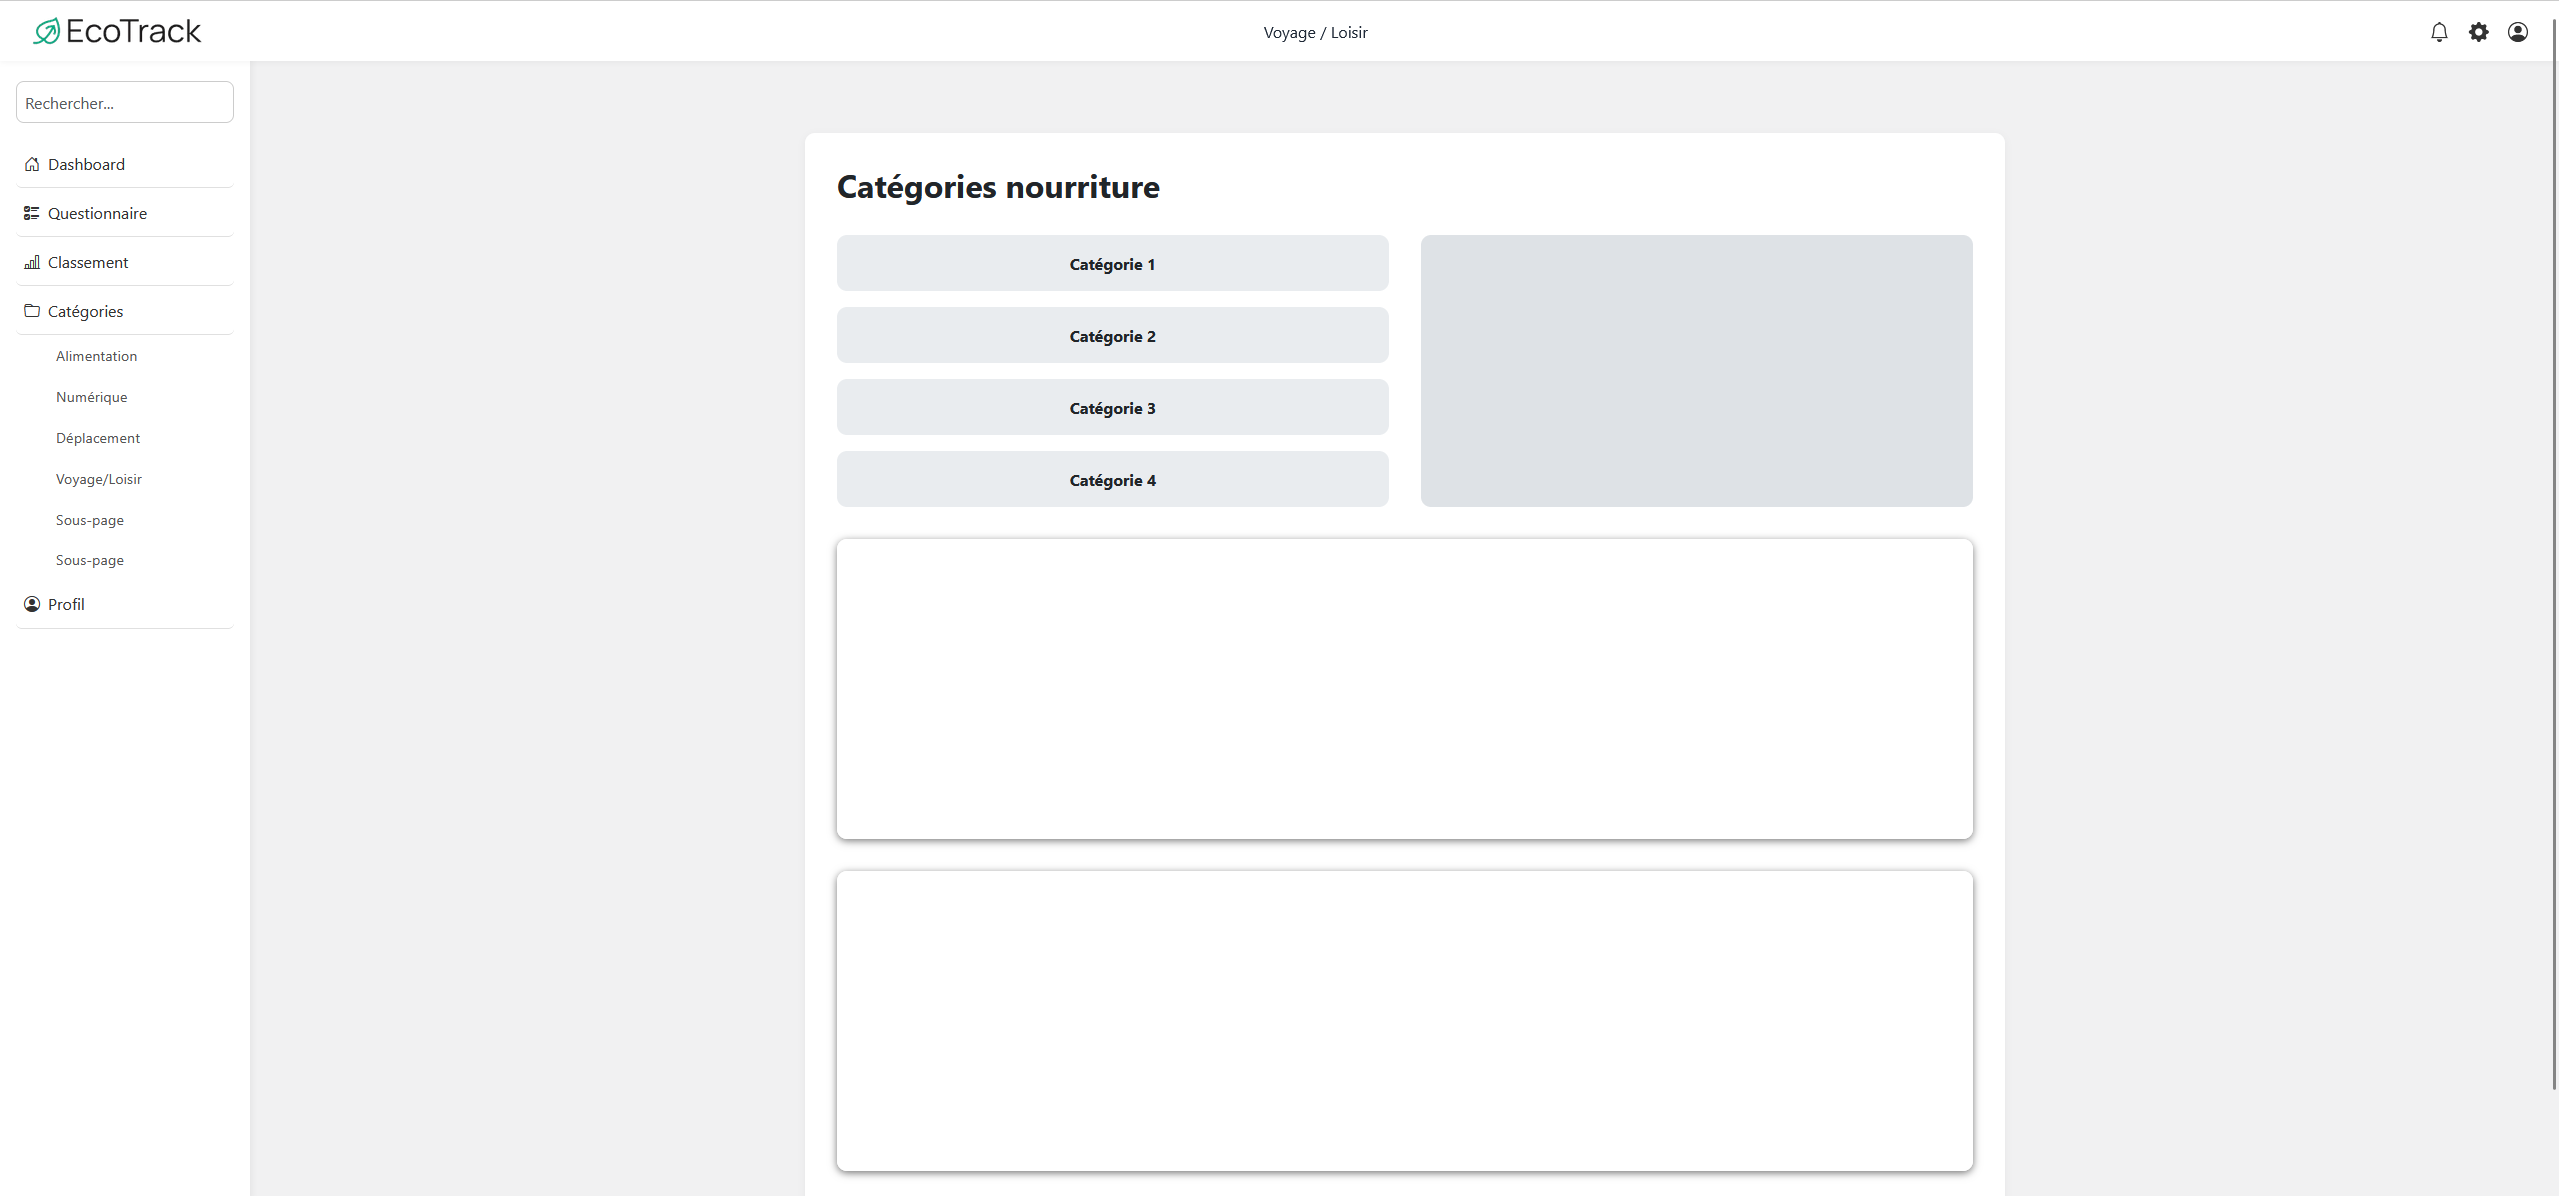 EcoTrack
Voyage / Loisir
Rechercher...
Dashboard
Questionnaire
Classement
Catégories
Alimentation
Numérique
Déplacement
Voyage/Loisir
Sous-page
Sous-page
Profil
Catégories nourriture
Catégorie 1
Catégorie 2
Catégorie 3
Catégorie 4